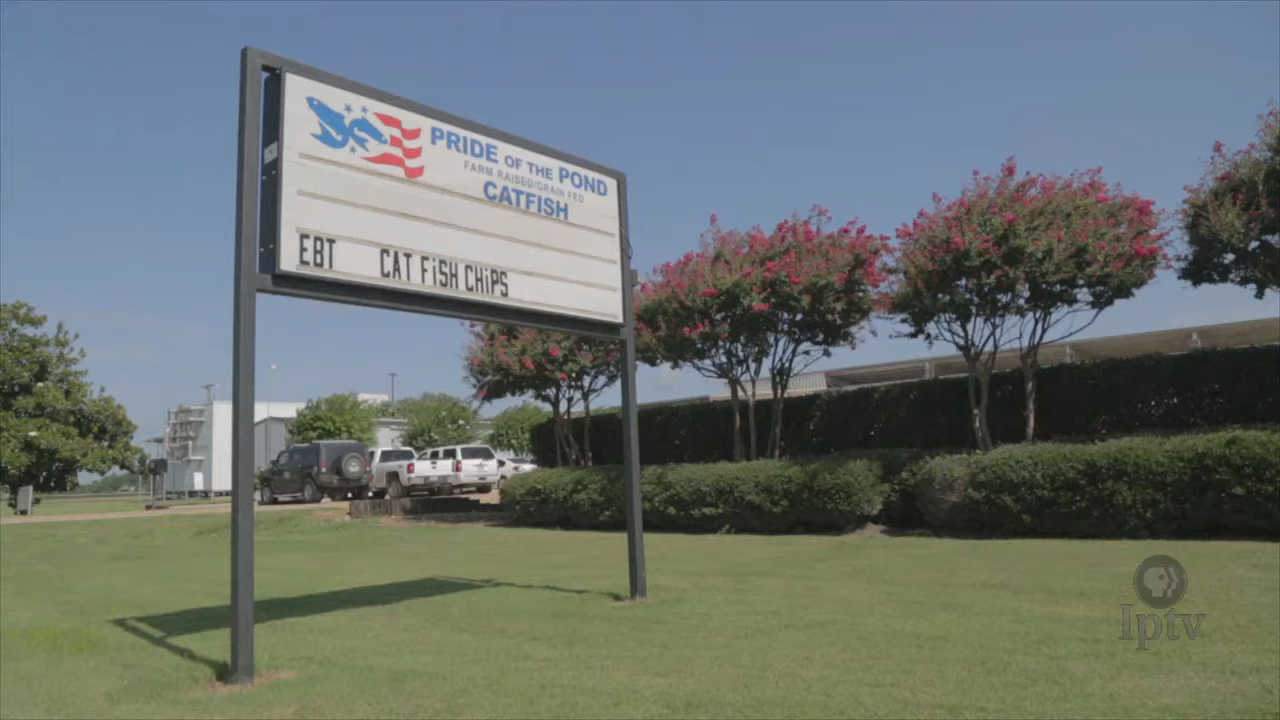 PRIDE OF THE POND
FARM RAISED/GRAIN FED
CATFISH
EBT CAT FiSH CHiPS
Iptv